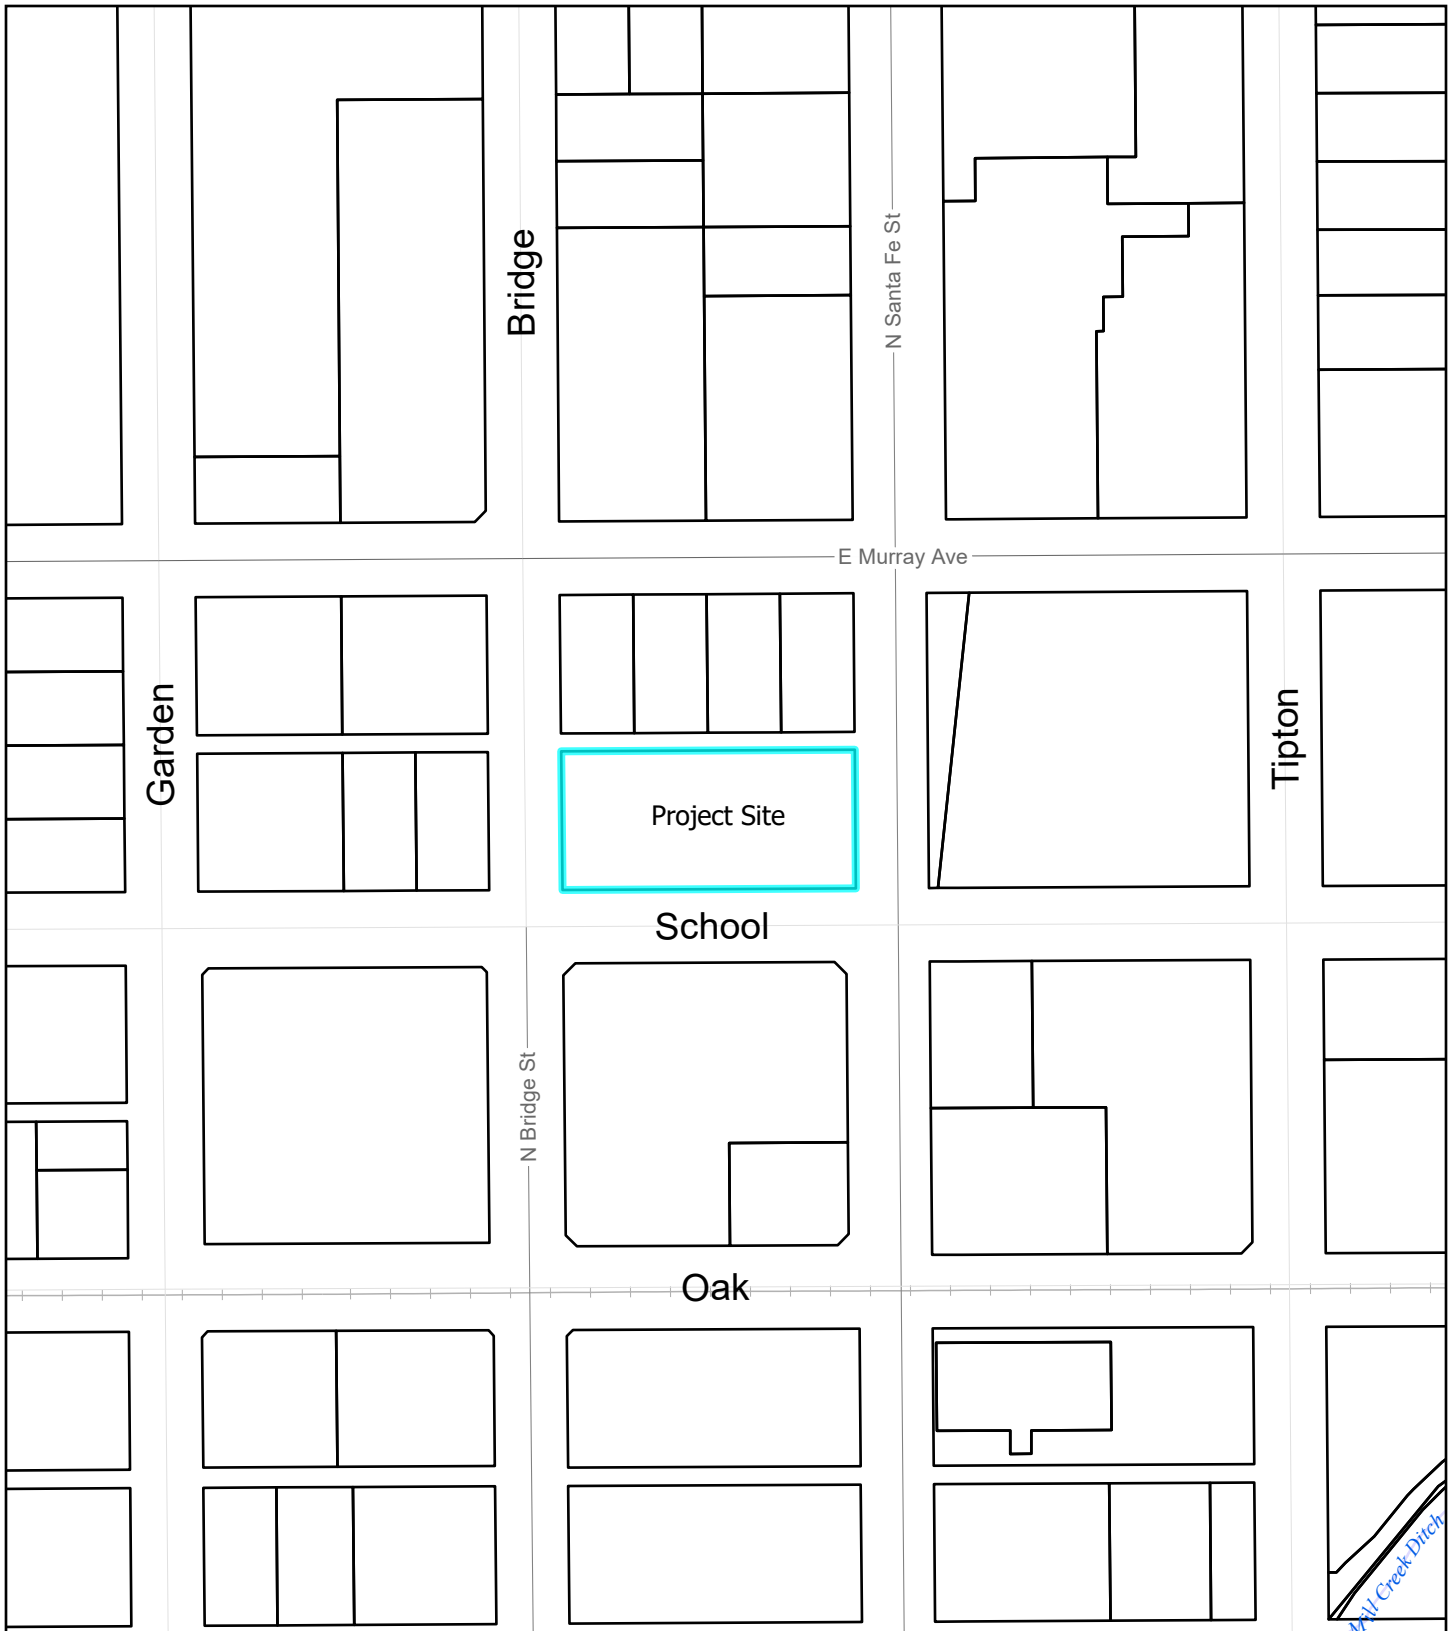 Bridge
N Santa Fe St
E Murray Ave
Garden
Tipton
Project Site
School
N Bridge St
Oak
Mill Creek Ditch